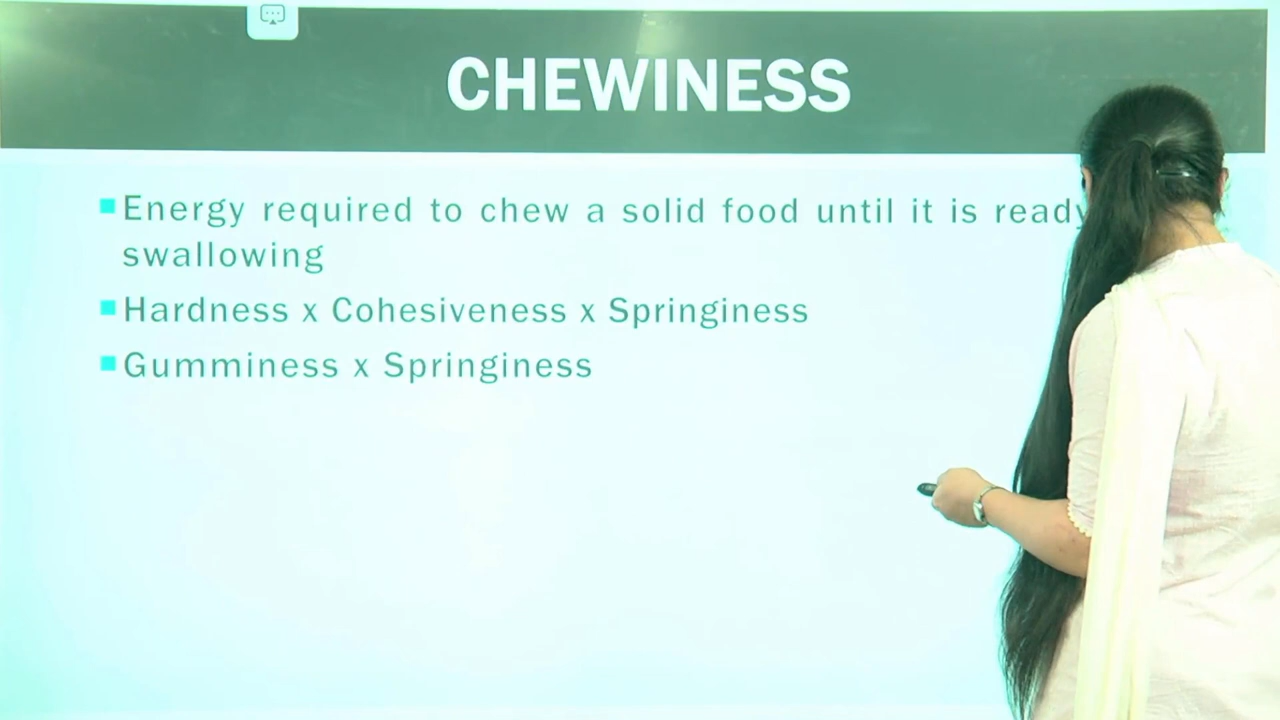 CHEWINESS
Energy required to chew a solid food until it is ready
swallowing
Hardness x Cohesiveness x Springiness
Gumminess x Springiness